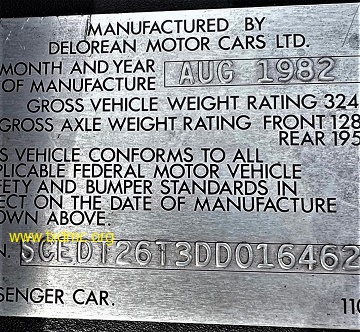 MANUFACTURED BY
DELOREAN MOTOR CARS LTD.
MONTH AND YEAR
OF MANUFACTURE AUG 1982
GROSS VEHICLE WEIGHT RATING 324
GROSS AXLE WEIGHT RATING FRONT 128
REAR 195
S VEHICLE CONFORMS TO ALL
PLICABLE FEDERAL MOTOR VEHICLE
FETY AND BUMPER STANDARDS IN
ECT ON THE DATE OF MANUFACTURE
OWN ABOVE.
www.txdmc.org
N. SCEDT26T3DD016462
SENGER CAR. 110